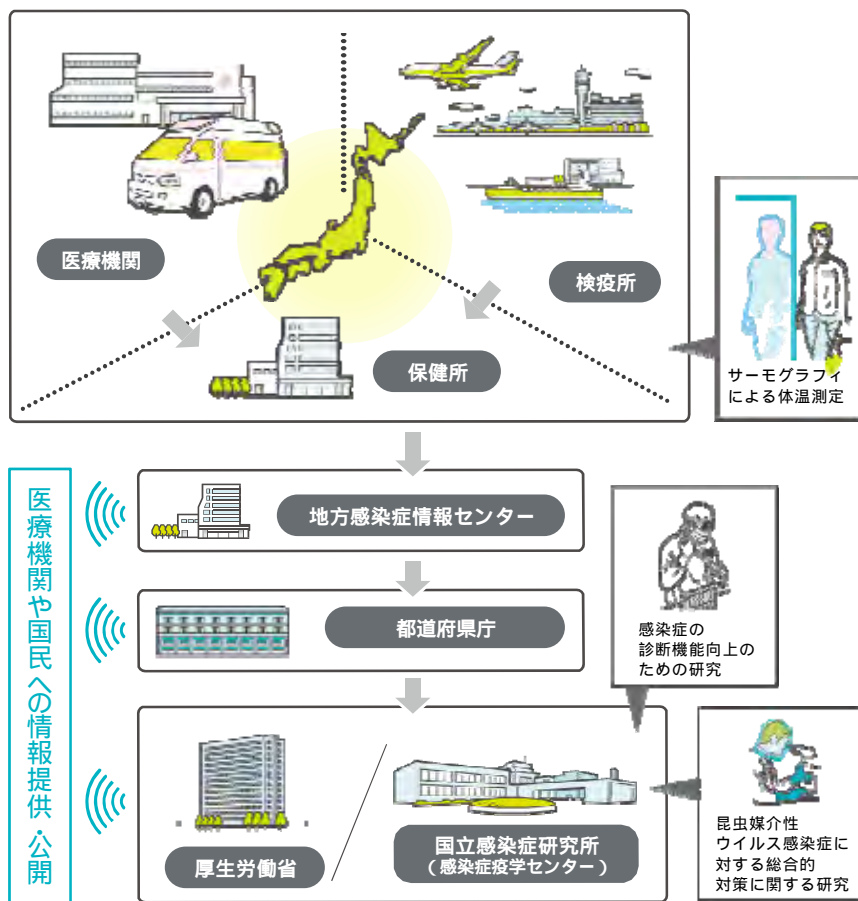 医療機関
検疫所
保健所
サーモグラフィ
による体温測定
医療機関や国民への情報提供・公開
地方感染症情報センター
都道府県庁
感染症の
診断機能向上の
ための研究
厚生労働省
国立感染症研究所
(感染症疫学センター)
昆虫媒介性
ウイルス感染症に
対する総合的
対策に関する研究